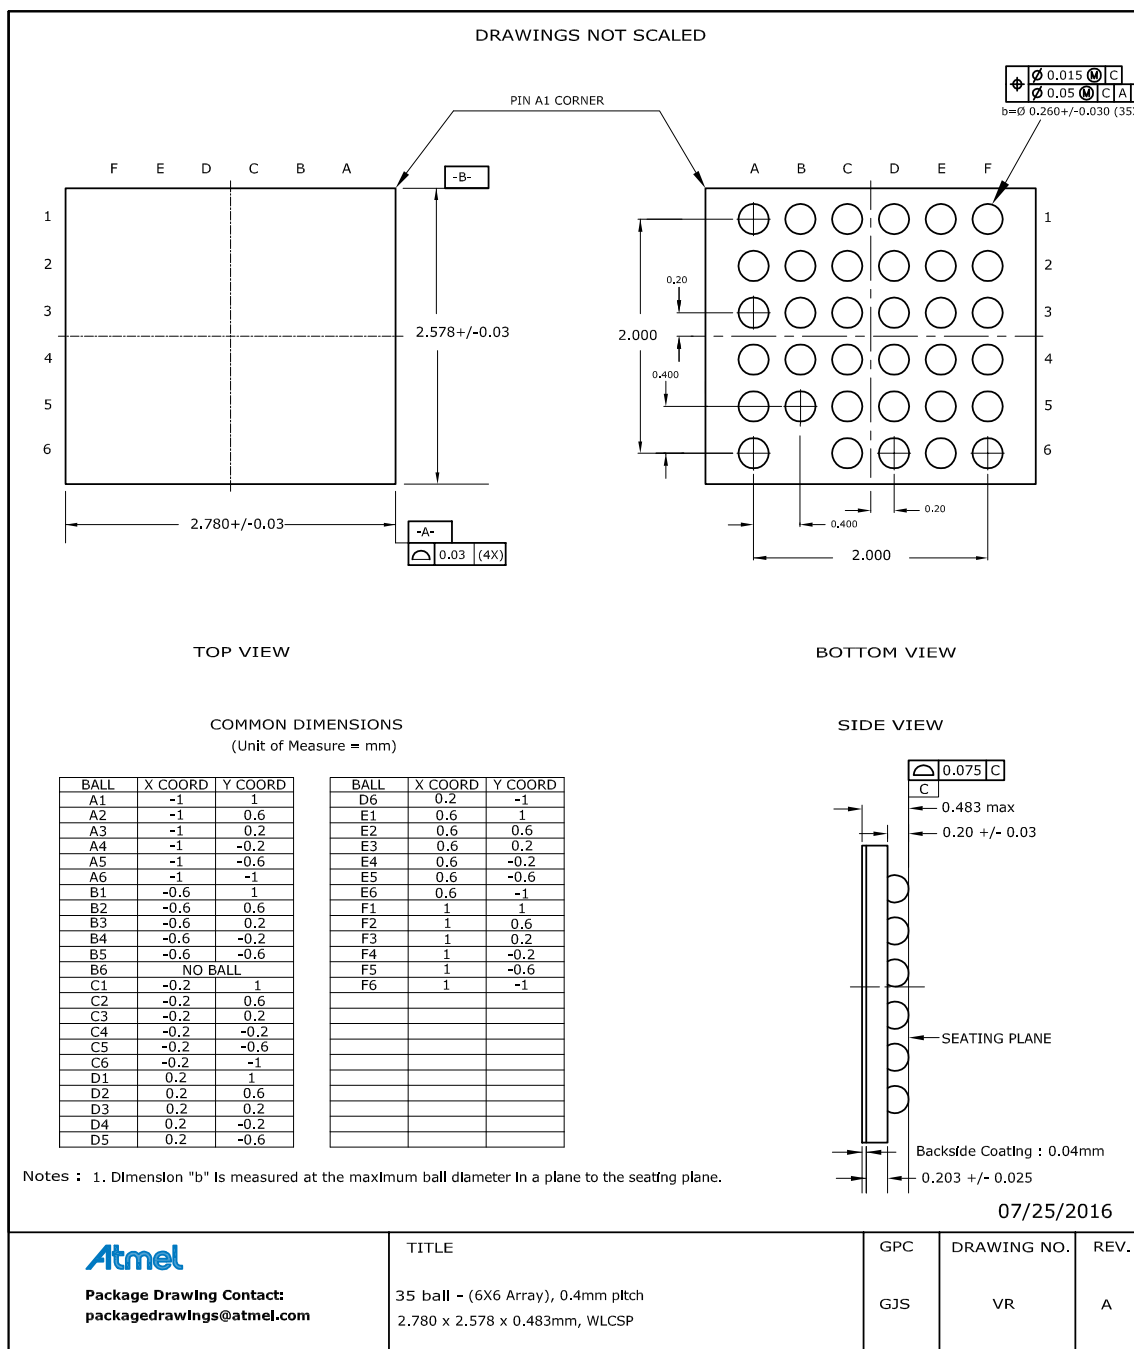 DRAWINGS NOT SCALED
PIN A1 CORNER
⌖ Ø 0.015 Ⓜ C
Ø 0.05 Ⓜ C A
b=Ø 0.260+/-0.030
F E D C B A
-B-
A B C D E F
1
2
3
4
5
6
2.578+/-0.03
2.780+/-0.03
-A-
0.03 (4X)
1
2
3
4
5
6
0.20
2.000
0.400
0.20
0.400
2.000
TOP VIEW
BOTTOM VIEW
COMMON DIMENSIONS
(Unit of Measure = mm)
SIDE VIEW
BALL X COORD Y COORD
A1 -1 1
A2 -1 0.6
A3 -1 0.2
A4 -1 -0.2
A5 -1 -0.6
A6 -1 -1
B1 -0.6 1
B2 -0.6 0.6
B3 -0.6 0.2
B4 -0.6 -0.2
B5 -0.6 -0.6
B6 NO BALL
C1 -0.2 1
C2 -0.2 0.6
C3 -0.2 0.2
C4 -0.2 -0.2
C5 -0.2 -0.6
C6 -0.2 -1
D1 0.2 1
D2 0.2 0.6
D3 0.2 0.2
D4 0.2 -0.2
D5 0.2 -0.6
BALL X COORD Y COORD
D6 0.2 -1
E1 0.6 1
E2 0.6 0.6
E3 0.6 0.2
E4 0.6 -0.2
E5 0.6 -0.6
E6 0.6 -1
F1 1 1
F2 1 0.6
F3 1 0.2
F4 1 -0.2
F5 1 -0.6
F6 1 -1
0.075 C
C
0.483 max
0.20 +/- 0.03
SEATING PLANE
Backside Coating : 0.04mm
0.203 +/- 0.025
Notes : 1. Dimension "b" is measured at the maximum ball diameter in a plane to the seating plane.
07/25/2016
Atmel
Package Drawing Contact:
packagedrawings@atmel.com
TITLE
35 ball - (6X6 Array), 0.4mm pitch
2.780 x 2.578 x 0.483mm, WLCSP
GPC
GJS
DRAWING NO.
VR
REV.
A